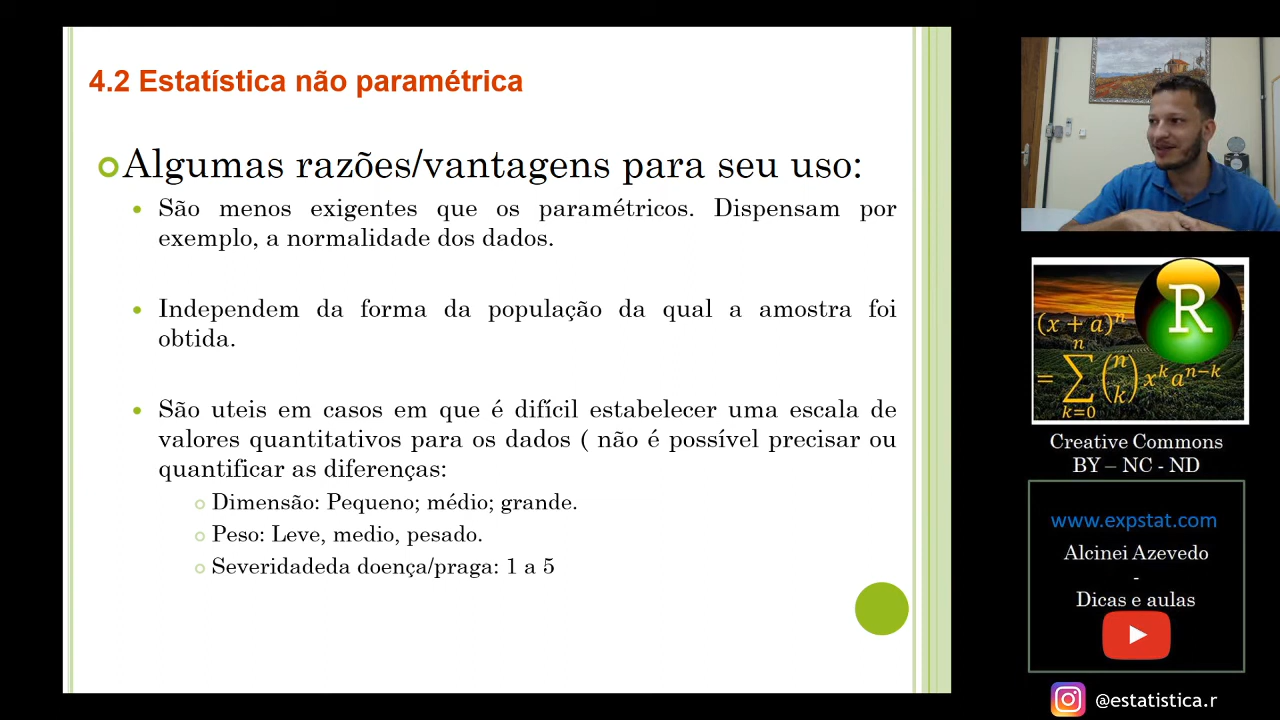 4.2 Estatística não paramétrica
Algumas razões/vantagens para seu uso:
São menos exigentes que os paramétricos. Dispensam por
exemplo, a normalidade dos dados.
Independem da forma da população da qual a amostra foi
obtida.
São uteis em casos em que é difícil estabelecer uma escala de
valores quantitativos para os dados ( não é possível precisar ou
quantificar as diferenças:
Dimensão: Pequeno; médio; grande.
Peso: Leve, medio, pesado.
Severidadeda doença/praga: 1 a 5
R
(x + a)^n
= ∑_{k=0}^{n} (n k) x^k a^{n−k}
Creative Commons
BY – NC - ND
www.expstat.com
Alcinei Azevedo
-
Dicas e aulas
@estatistica.r